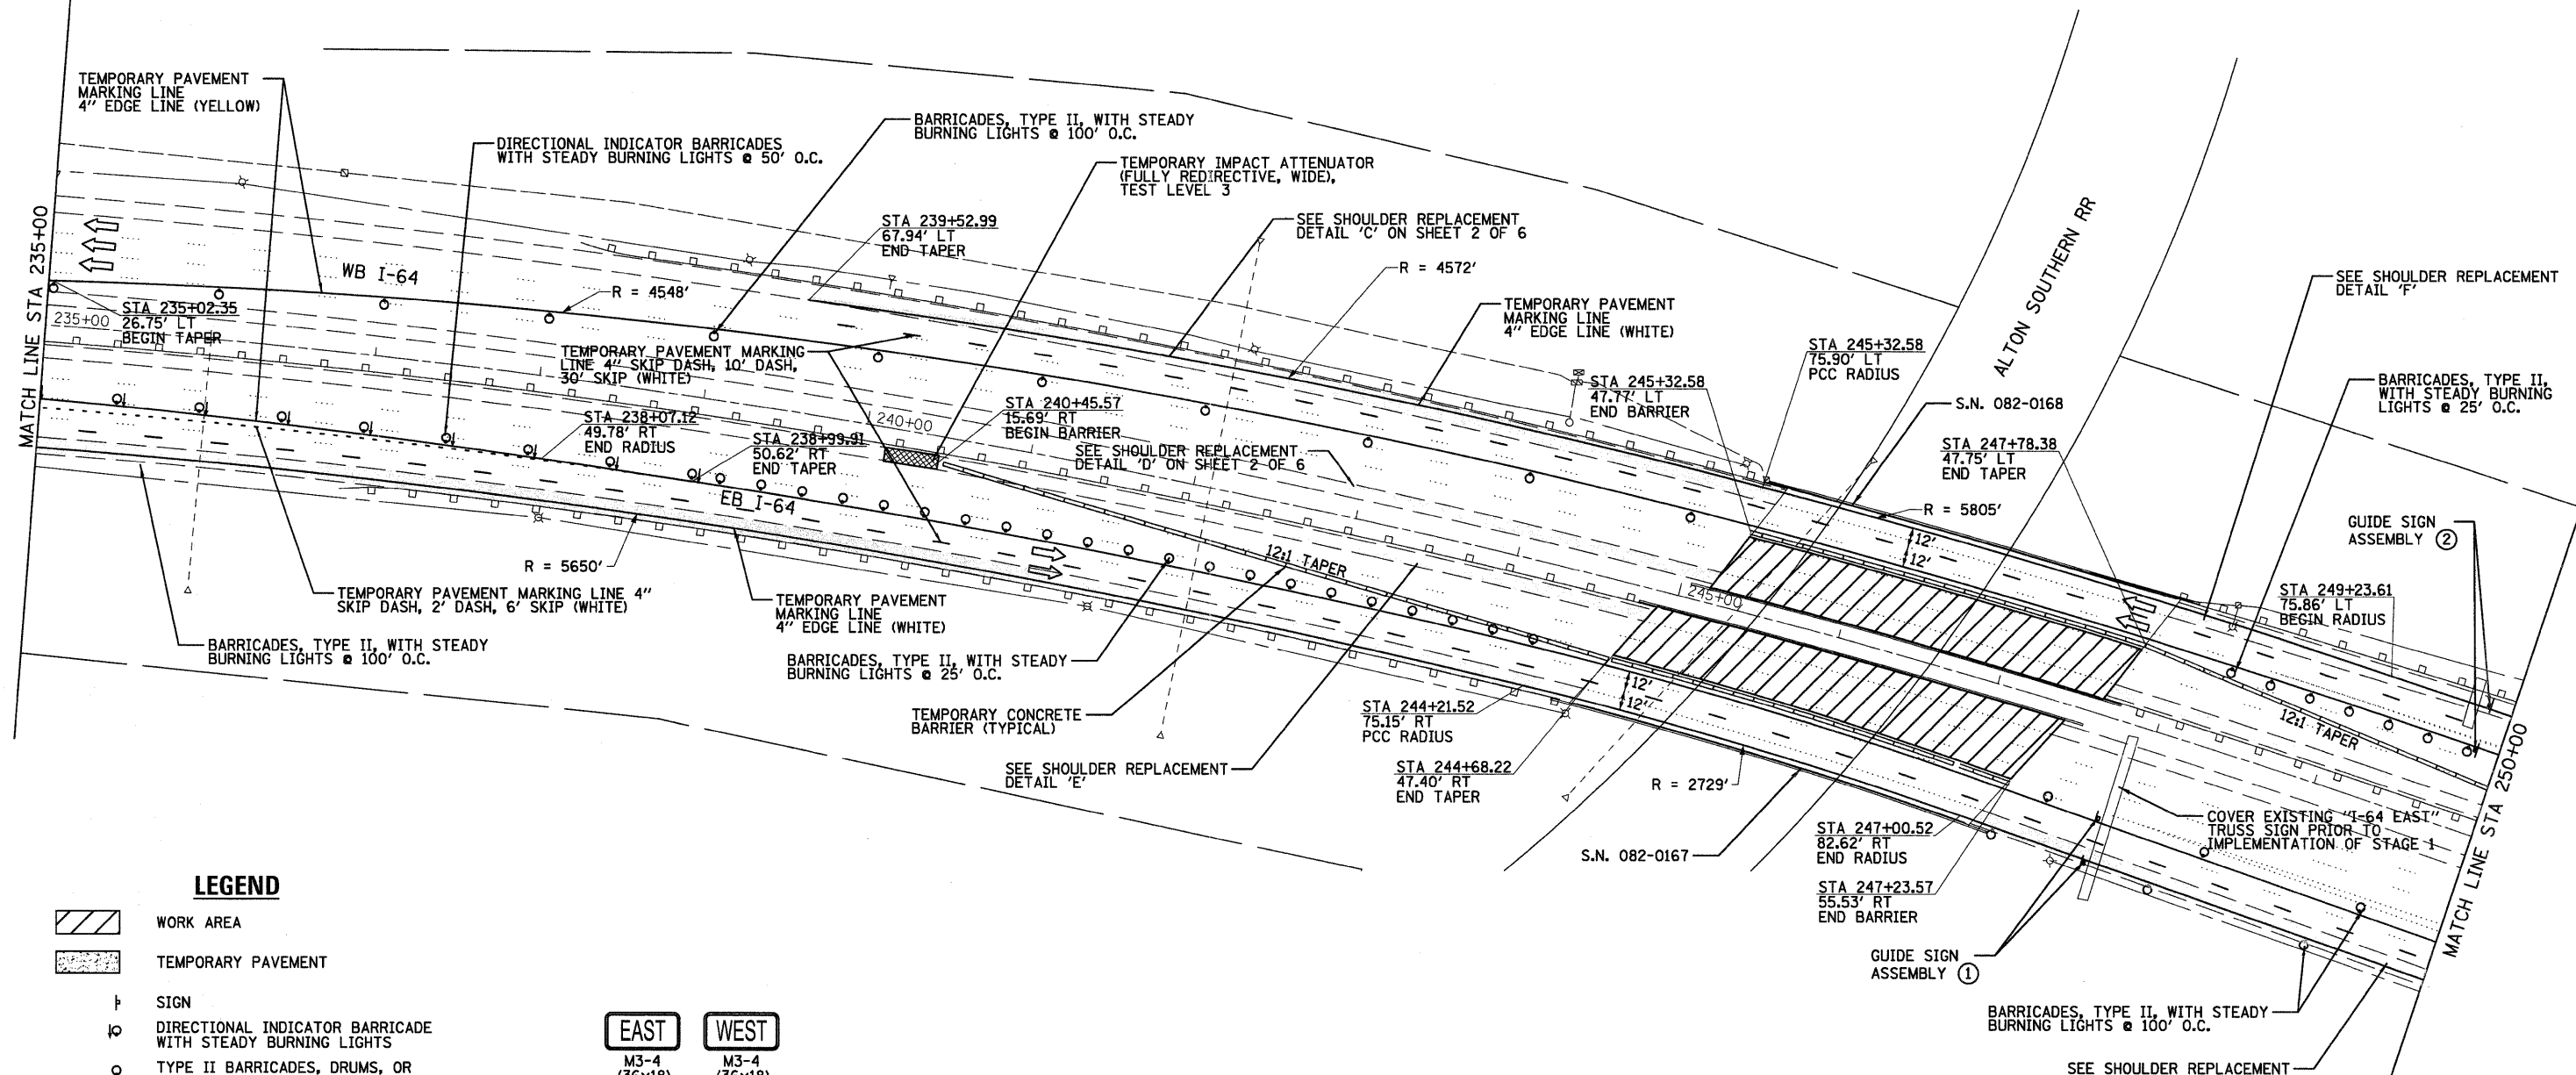 TEMPORARY PAVEMENT
MARKING LINE
4" EDGE LINE (YELLOW)
DIRECTIONAL INDICATOR BARRICADES
WITH STEADY BURNING LIGHTS @ 50' O.C.
BARRICADES, TYPE II, WITH STEADY
BURNING LIGHTS @ 100' O.C.
TEMPORARY IMPACT ATTENUATOR
(FULLY REDIRECTIVE, WIDE),
TEST LEVEL 3
STA 239+52.99
67.94' LT
END TAPER
SEE SHOULDER REPLACEMENT
DETAIL 'C' ON SHEET 2 OF 6
R = 4572'
TEMPORARY PAVEMENT
MARKING LINE
4" EDGE LINE (WHITE)
ALTON SOUTHERN RR
SEE SHOULDER REPLACEMENT
DETAIL 'F'
MATCH LINE STA 235+00
WB I-64
R = 4548'
STA 235+02.35
26.75' LT
BEGIN TAPER
235+00
TEMPORARY PAVEMENT MARKING
LINE 4" SKIP DASH, 10' DASH,
30' SKIP (WHITE)
STA 245+32.58
75.90' LT
PCC RADIUS
STA 245+32.58
47.77' LT
END BARRIER
BARRICADES, TYPE II,
WITH STEADY BURNING
LIGHTS @ 25' O.C.
S.N. 082-0168
STA 238+07.12
49.78' RT
END RADIUS
STA 238+99.91
50.62' RT
END TAPER
240+00
STA 240+45.57
15.69' RT
BEGIN BARRIER
SEE SHOULDER REPLACEMENT
DETAIL 'D' ON SHEET 2 OF 6
STA 247+78.38
47.75' LT
END TAPER
R = 5805'
GUIDE SIGN
ASSEMBLY 2
EB I-64
12:1 TAPER
12'
12'
245+00
STA 249+23.61
75.86' LT
BEGIN RADIUS
R = 5650'
TEMPORARY PAVEMENT MARKING LINE 4"
SKIP DASH, 2' DASH, 6' SKIP (WHITE)
TEMPORARY PAVEMENT
MARKING LINE
4" EDGE LINE (WHITE)
BARRICADES, TYPE II, WITH STEADY
BURNING LIGHTS @ 100' O.C.
BARRICADES, TYPE II, WITH STEADY
BURNING LIGHTS @ 25' O.C.
12'
12'
TEMPORARY CONCRETE
BARRIER (TYPICAL)
STA 244+21.52
75.15' RT
PCC RADIUS
12:1 TAPER
SEE SHOULDER REPLACEMENT
DETAIL 'E'
STA 244+68.22
47.40' RT
END TAPER
R = 2729'
MATCH LINE STA 250+00
COVER EXISTING "I-64 EAST"
TRUSS SIGN PRIOR TO
IMPLEMENTATION OF STAGE 1
S.N. 082-0167
STA 247+00.52
82.62' RT
END RADIUS
STA 247+23.57
55.53' RT
END BARRIER
GUIDE SIGN
ASSEMBLY 1
BARRICADES, TYPE II, WITH STEADY
BURNING LIGHTS @ 100' O.C.
SEE SHOULDER REPLACEMENT
LEGEND
WORK AREA
TEMPORARY PAVEMENT
SIGN
DIRECTIONAL INDICATOR BARRICADE
WITH STEADY BURNING LIGHTS
TYPE II BARRICADES, DRUMS, OR
EAST
M3-4
WEST
M3-4